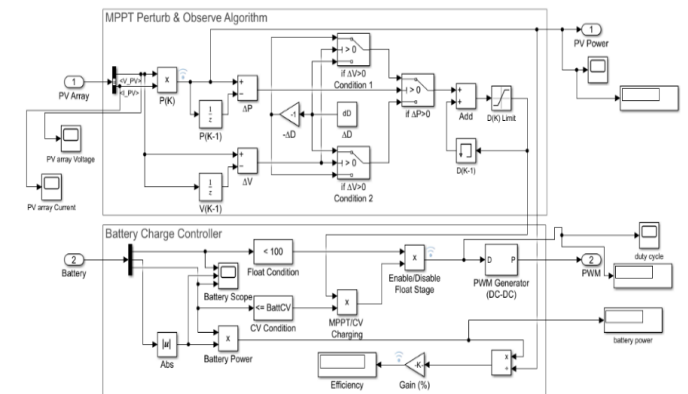 MPPT Perturb & Observe Algorithm
1
PV Array
<V_PV>
<I_PV>
x
P(K)
1
z
P(K-1)
+
−
ΔP
-1
-ΔD
> 0
if ΔV>0
Condition 1
dD
ΔD
> 0
if ΔP>0
+
+
Add
D(K) Limit
D(K-1)
1
PV Power
PV array Voltage
PV array Current
1
z
V(K-1)
+
−
ΔV
> 0
if ΔV>0
Condition 2
Battery Charge Controller
2
Battery
< 100
Float Condition
Battery Scope
<= BattCV
CV Condition
x
MPPT/CV
Charging
x
Enable/Disable
Float Stage
D
P
PWM Generator
(DC-DC)
2
PWM
duty cycle
battery power
|u|
Abs
x
Battery Power
Efficiency
-K-
Gain (%)
x
÷